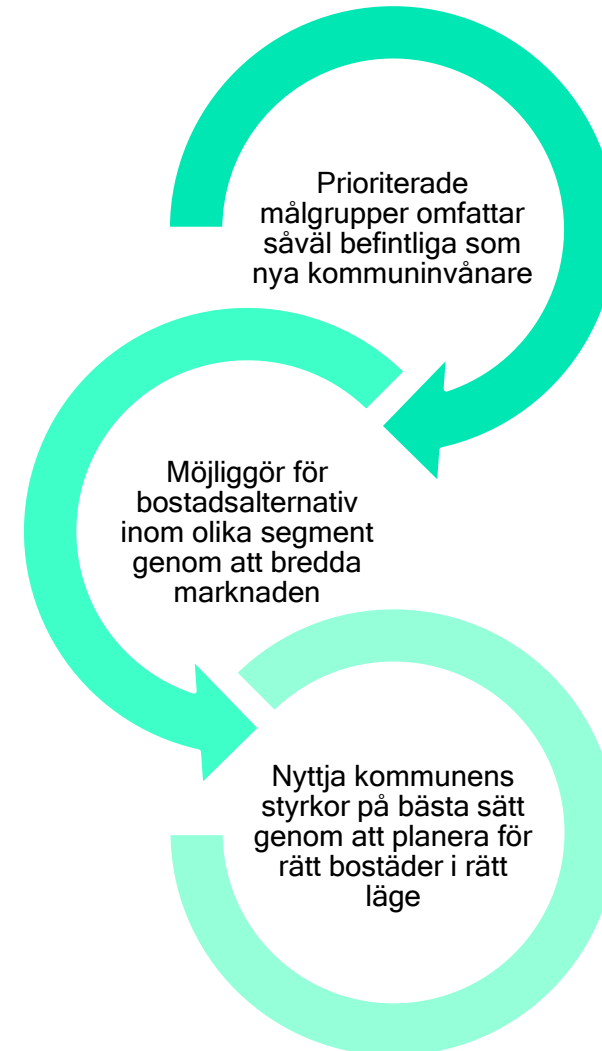 Prioriterade
målgrupper omfattar
såväl befintliga som
nya kommuninvånare
Möjliggör för
bostadsalternativ
inom olika segment
genom att bredda
marknaden
Nyttja kommunens
styrkor på bästa sätt
genom att planera för
rätt bostäder i rätt
läge